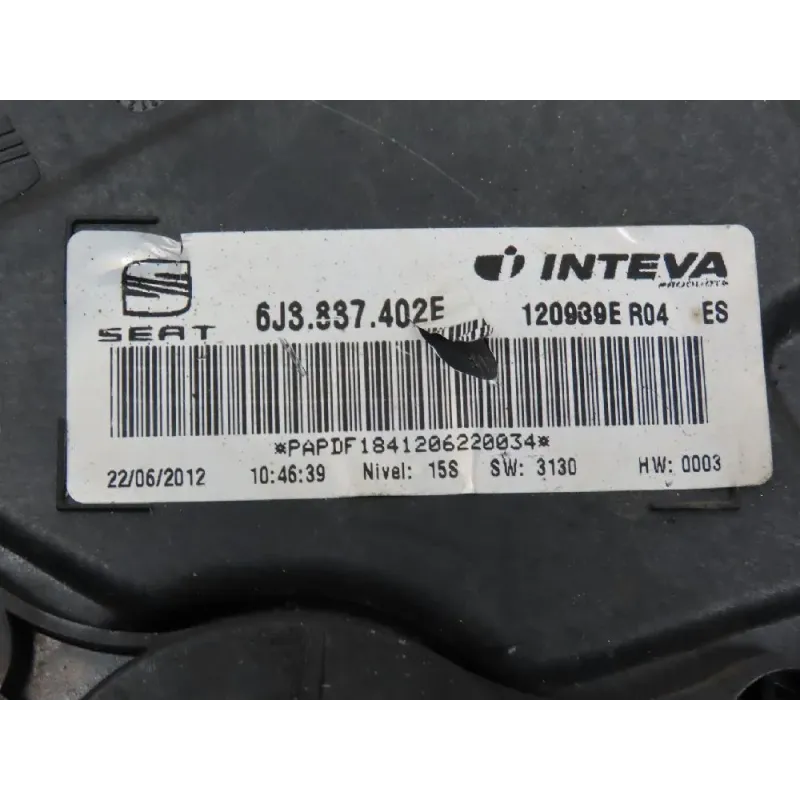 SEAT
6J3.837.402E
INTEVA
PRODUCTS
120939E R04 ES
*PAPDF1841206220034*
22/06/2012 10:46:39 Nivel: 15S SW: 3130 HW: 0003